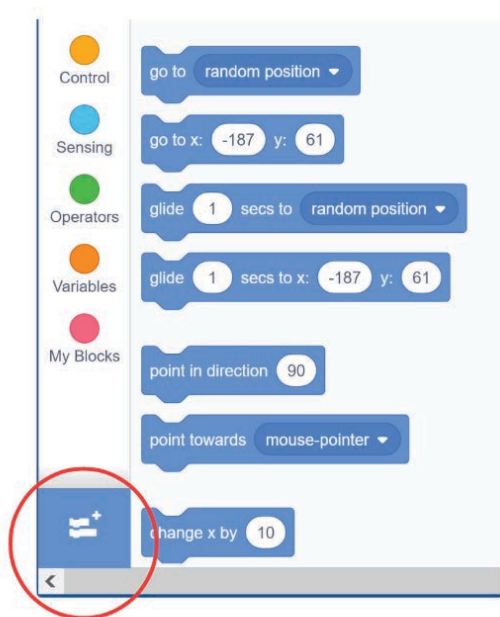 Control
Sensing
Operators
Variables
My Blocks
go to random position
go to x: -187 y: 61
glide 1 secs to random position
glide 1 secs to x: -187 y: 61
point in direction 90
point towards mouse-pointer
change x by 10